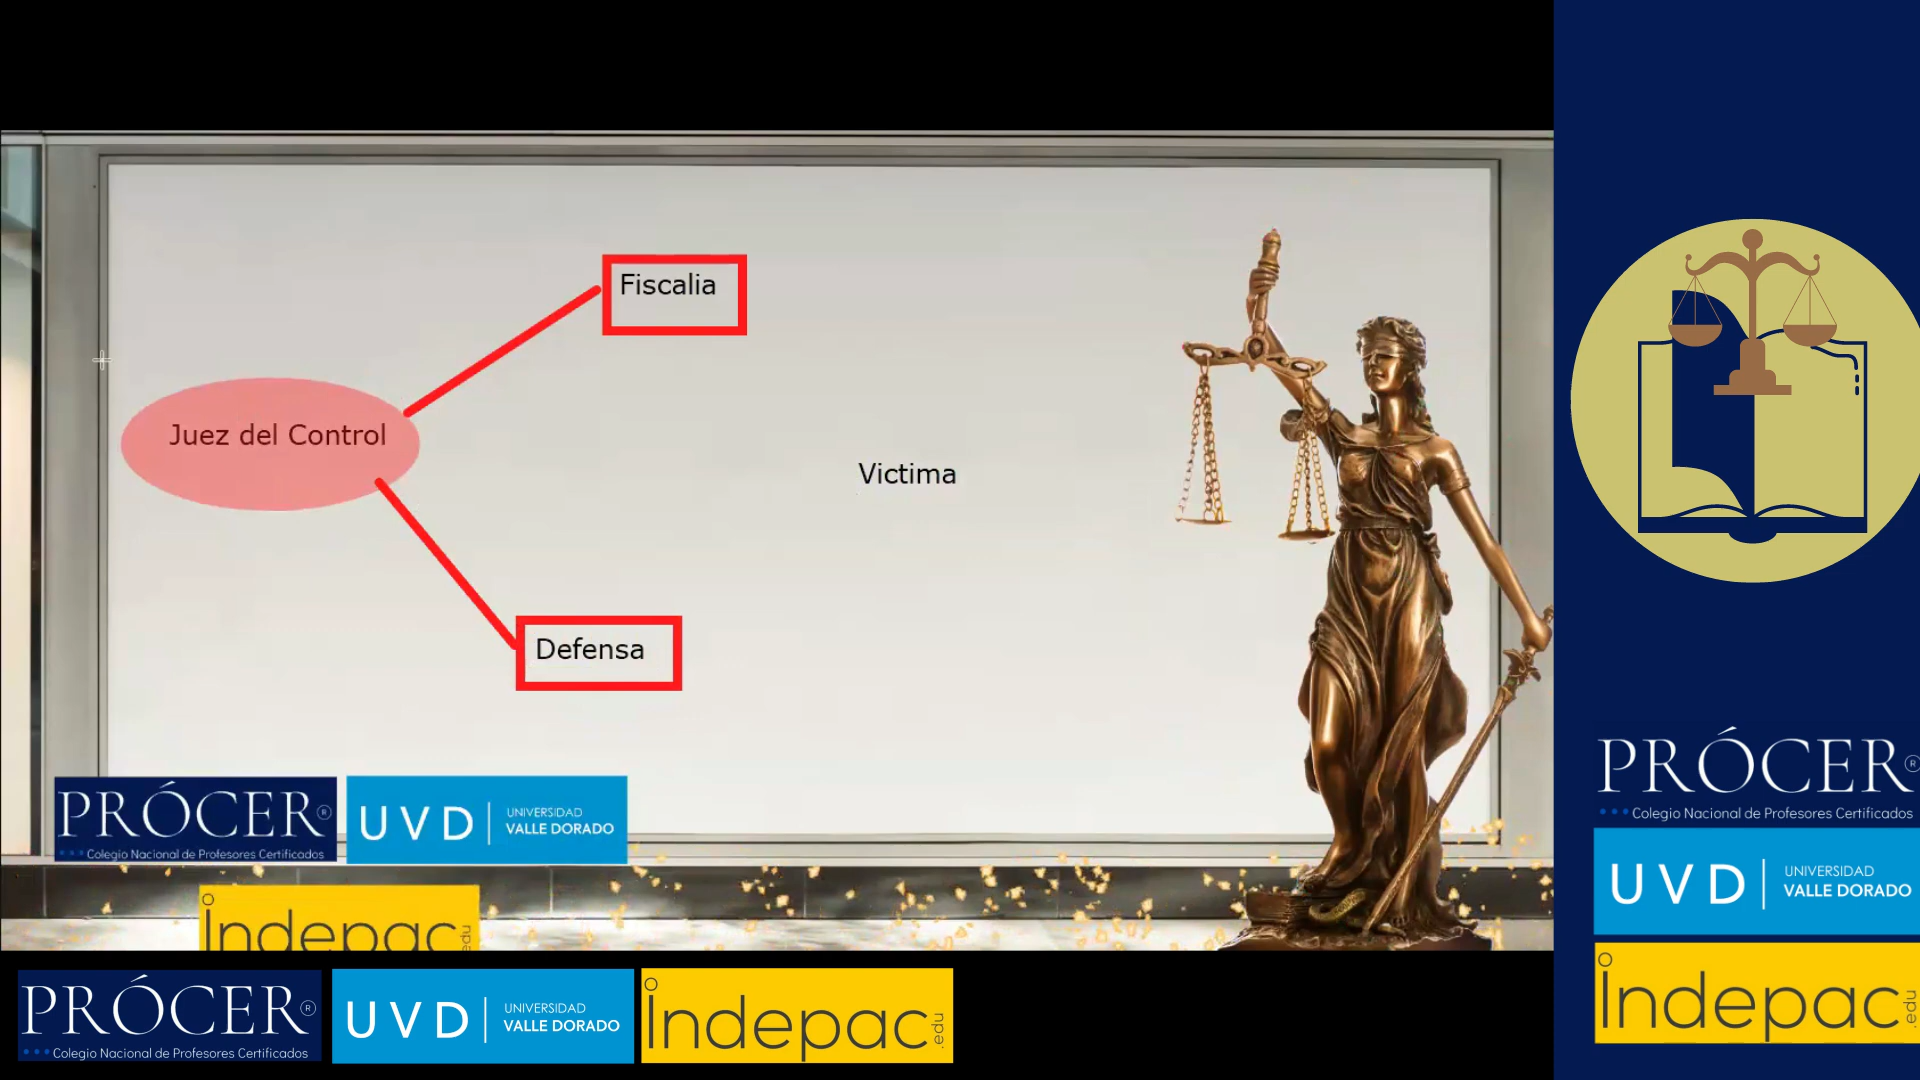 Fiscalia
Juez del Control
Victima
Defensa
PRÓCER®
Colegio Nacional de Profesores Certificados
UVD
UNIVERSIDAD
VALLE DORADO
indepac
.edu
PRÓCER®
Colegio Nacional de Profesores Certificados
UVD
UNIVERSIDAD
VALLE DORADO
indepac
.edu
PRÓCER®
Colegio Nacional de Profesores Certificados
UVD
UNIVERSIDAD
VALLE DORADO
indepac
.edu